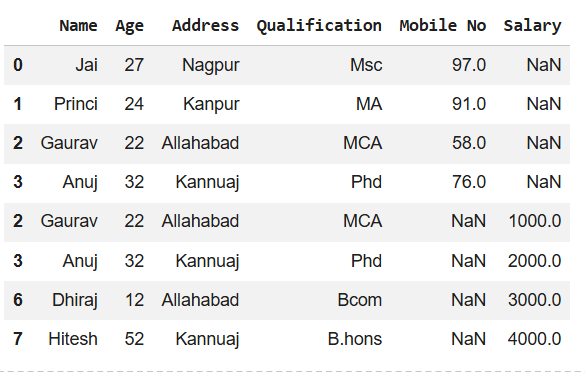 Name Age Address Qualification Mobile No Salary
0 Jai 27 Nagpur Msc 97.0 NaN
1 Princi 24 Kanpur MA 91.0 NaN
2 Gaurav 22 Allahabad MCA 58.0 NaN
3 Anuj 32 Kannuaj Phd 76.0 NaN
2 Gaurav 22 Allahabad MCA NaN 1000.0
3 Anuj 32 Kannuaj Phd NaN 2000.0
6 Dhiraj 12 Allahabad Bcom NaN 3000.0
7 Hitesh 52 Kannuaj B.hons NaN 4000.0